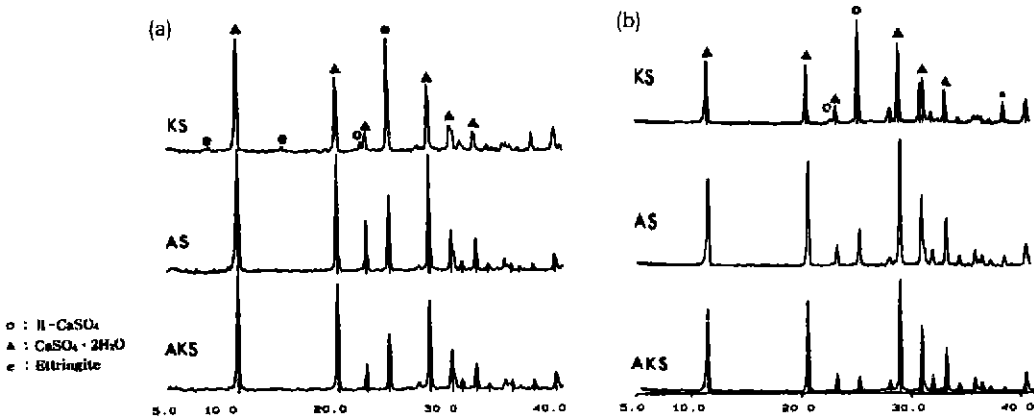 (a)
KS
AS
AKS
5.0 10.0 20.0 30.0 40.0
(b)
KS
AS
AKS
5.0 10.0 20.0 30.0 40.0
○ : II-CaSO₄
▲ : CaSO₄·2H₂O
● : Ettringite